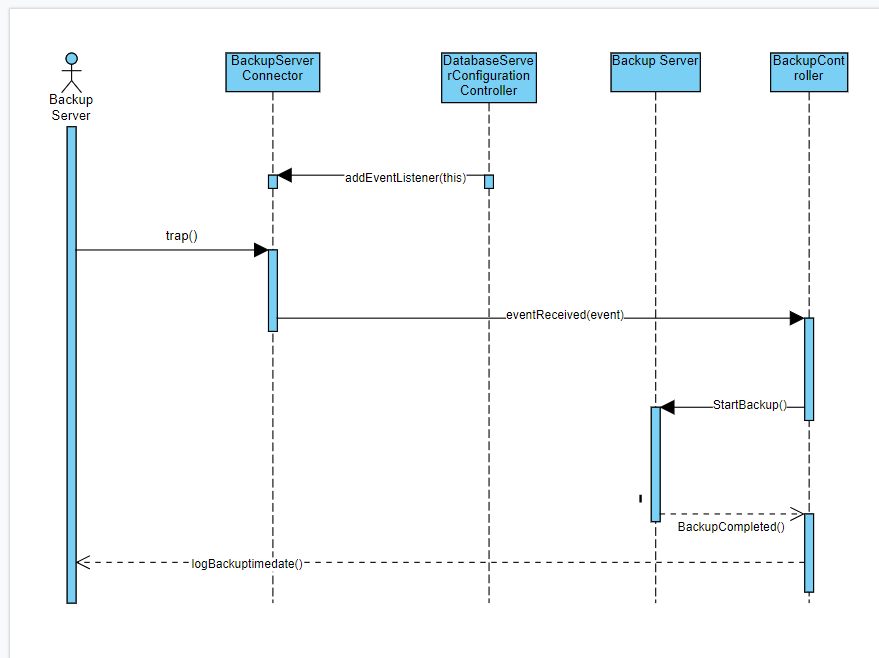 Backup
Server
BackupServer
Connector
DatabaseServe
rConfiguration
Controller
Backup Server
BackupCont
roller
addEventListener(this)
trap()
eventReceived(event)
StartBackup()
BackupCompleted()
logBackuptimedate()